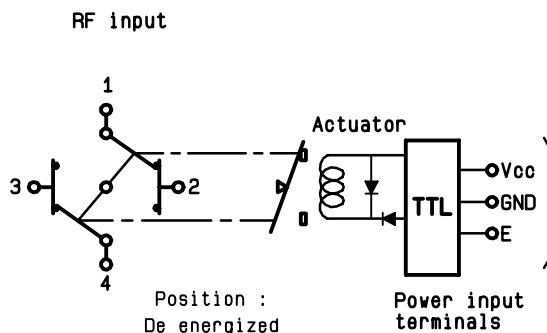 RF input
1
Actuator
3
2
TTL
Vcc
GND
E
4
Position :
De energized
Power input
terminals